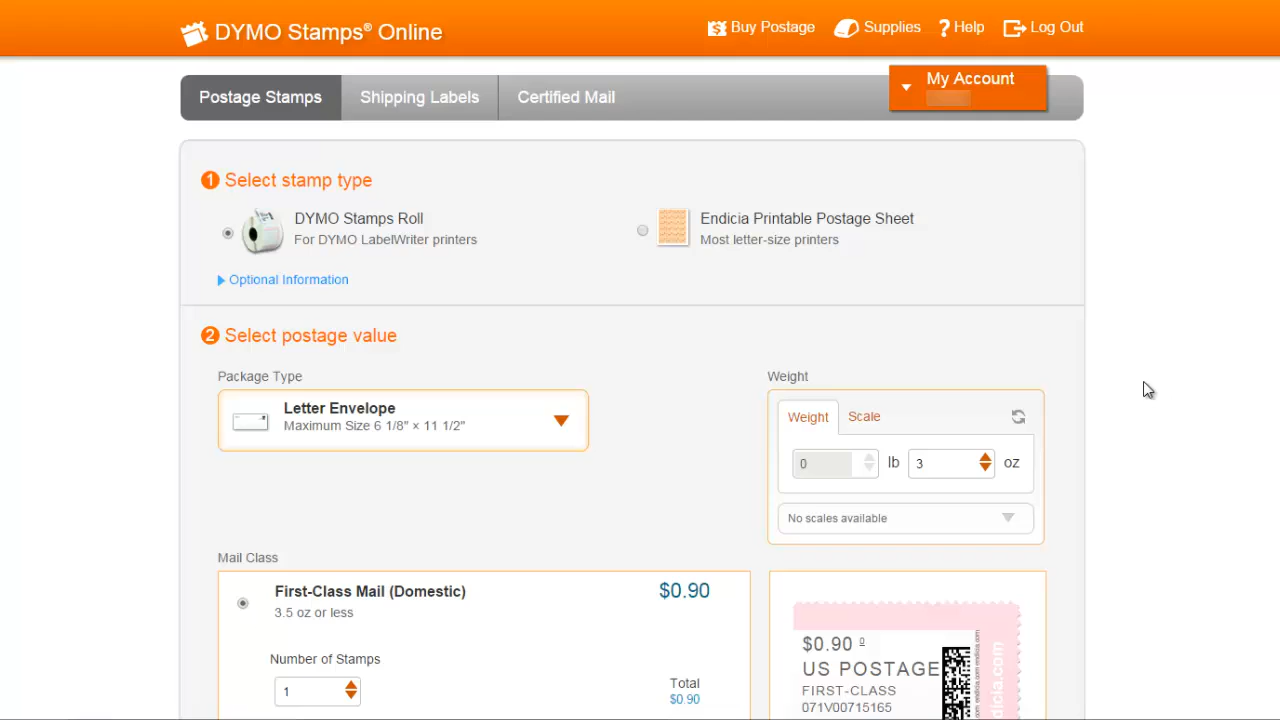 DYMO Stamps® Online
Buy Postage
Supplies
Help
Log Out
Postage Stamps
Shipping Labels
Certified Mail
My Account
1 Select stamp type
DYMO Stamps Roll
For DYMO LabelWriter printers
Endicia Printable Postage Sheet
Most letter-size printers
Optional Information
2 Select postage value
Package Type
Letter Envelope
Maximum Size 6 1/8" × 11 1/2"
Weight
Weight
Scale
0 lb 3 oz
No scales available
Mail Class
First-Class Mail (Domestic)
3.5 oz or less
$0.90
Number of Stamps
1
Total
$0.90
$0.90 0
US POSTAGE
FIRST-CLASS
071V00715165
endicia.com